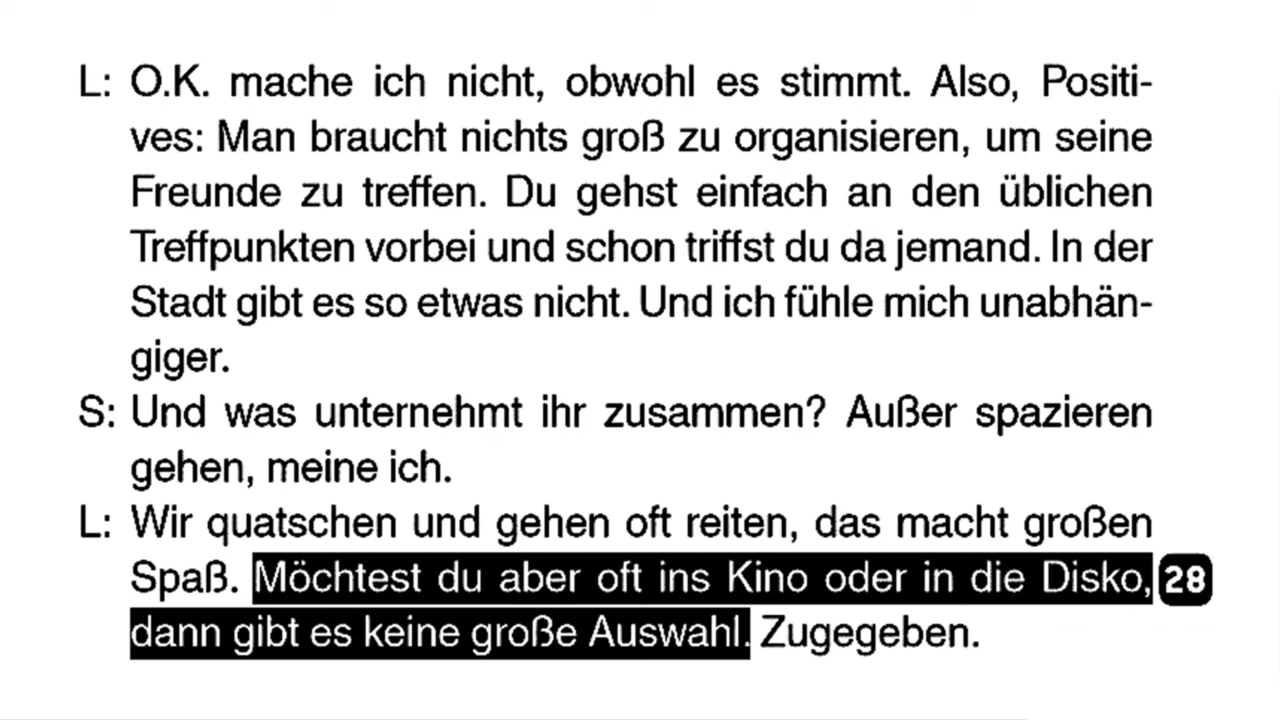 L: O.K. mache ich nicht, obwohl es stimmt. Also, Positi-
ves: Man braucht nichts groß zu organisieren, um seine
Freunde zu treffen. Du gehst einfach an den üblichen
Treffpunkten vorbei und schon triffst du da jemand. In der
Stadt gibt es so etwas nicht. Und ich fühle mich unabhän-
giger.
S: Und was unternehmt ihr zusammen? Außer spazieren
gehen, meine ich.
L: Wir quatschen und gehen oft reiten, das macht großen
Spaß. Möchtest du aber oft ins Kino oder in die Disko, 28
dann gibt es keine große Auswahl. Zugegeben.